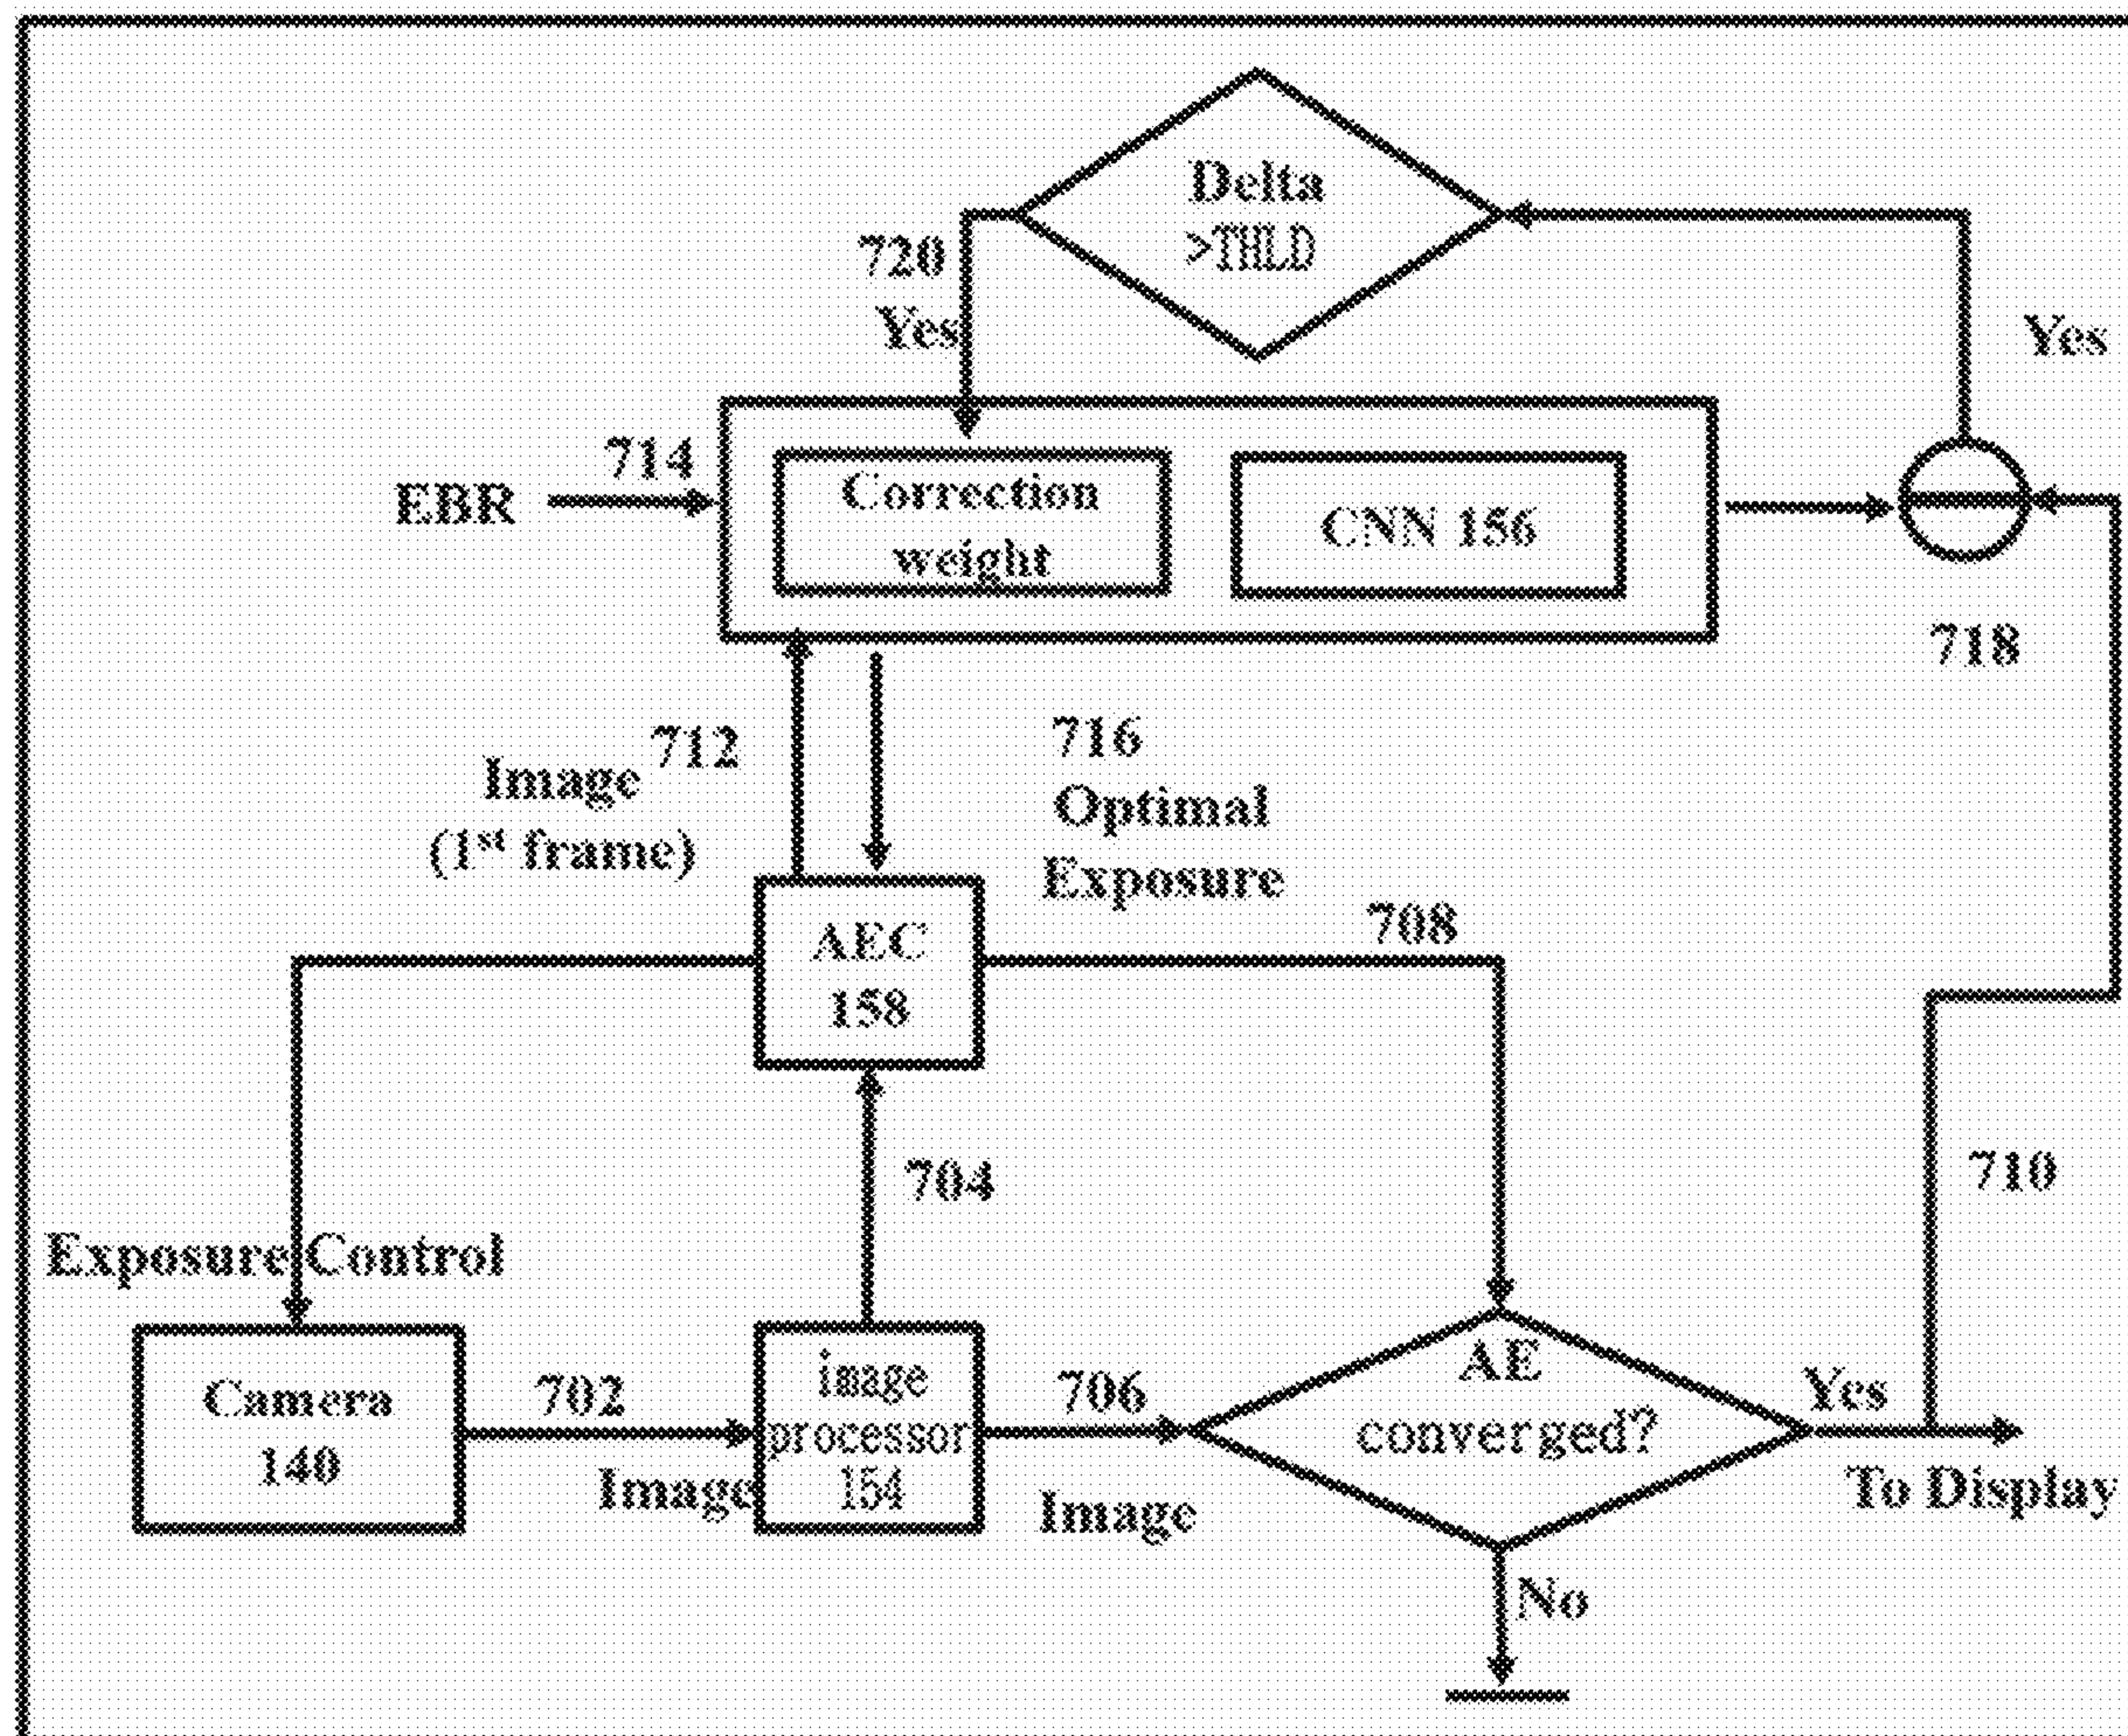 Delta
>THLD
720
Yes
Yes
714
EBR
Correction
weight
CNN 156
718
712
Image
(1st frame)
716
Optimal
Exposure
708
AEC
158
704
710
Exposure Control
Camera
140
702
Image
image
processor
154
706
Image
AE
converged?
Yes
To Display
No